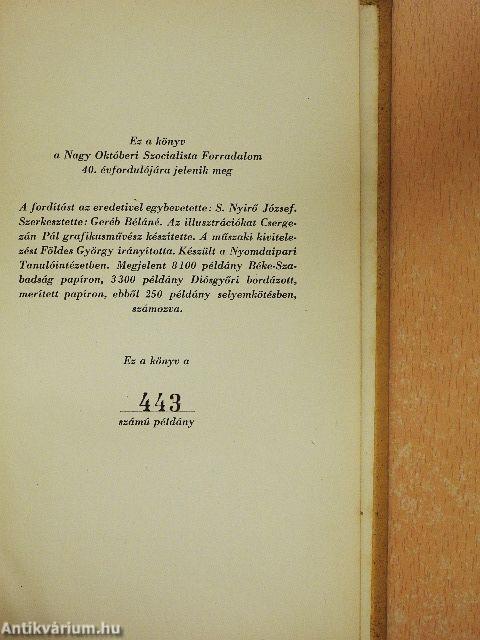 Ez a könyv
a Nagy Októberi Szocialista Forradalom
40. évfordulójára jelenik meg
A fordítást az eredetivel egybevetette: S. Nyirő József.
Szerkesztette: Geréb Béláné. Az illusztrációkat Cserge-
zán Pál grafikusművész készítette. A műszaki kivitele-
zést Földes György irányította. Készült a Nyomdaipari
Tanulóintézetben. Megjelent 8100 példány Béke-Sza-
badság papíron, 3300 példány Diósgyőri bordázott,
merített papíron, ebből 250 példány selyemkötésben,
számozva.
Ez a könyv a
443
számú példány
Antikvárium.hu